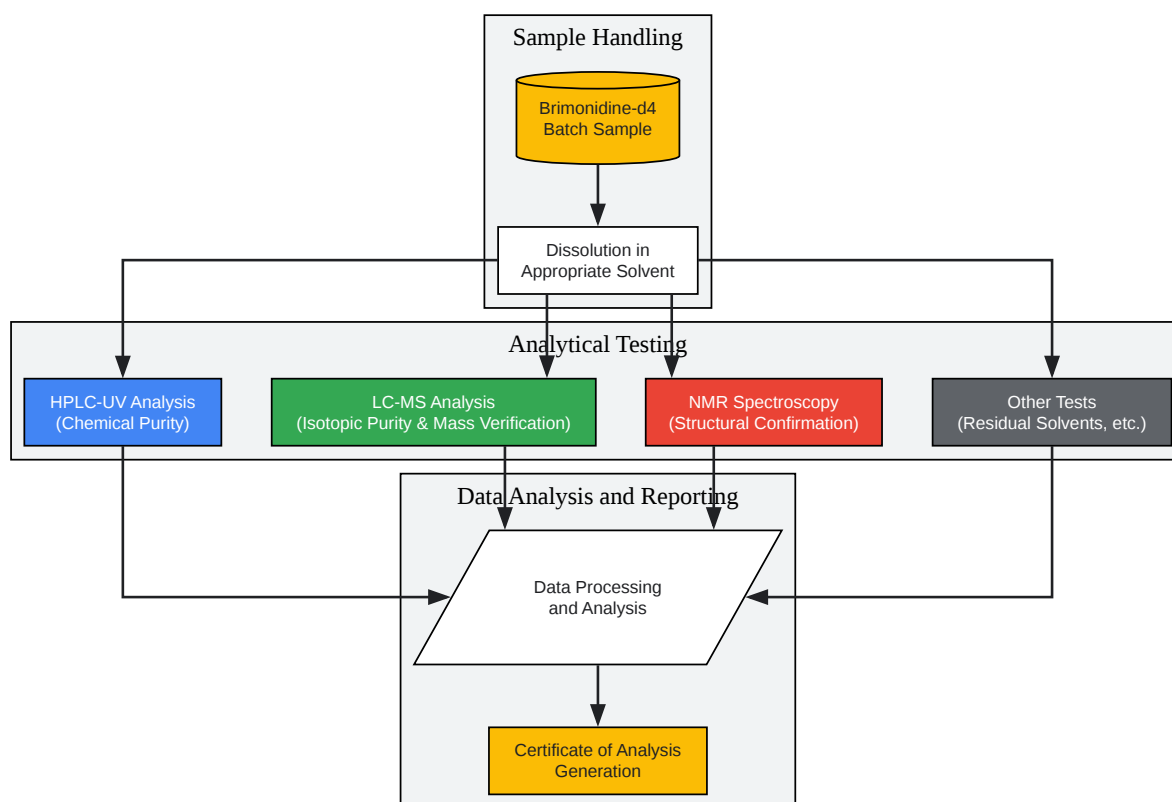 Sample Handling
Brimonidine-d4
Batch Sample
Dissolution in
Appropriate Solvent
Analytical Testing
HPLC-UV Analysis
(Chemical Purity)
LC-MS Analysis
(Isotopic Purity & Mass Verification)
NMR Spectroscopy
(Structural Confirmation)
Other Tests
(Residual Solvents, etc.)
Data Analysis and Reporting
Data Processing
and Analysis
Certificate of Analysis
Generation